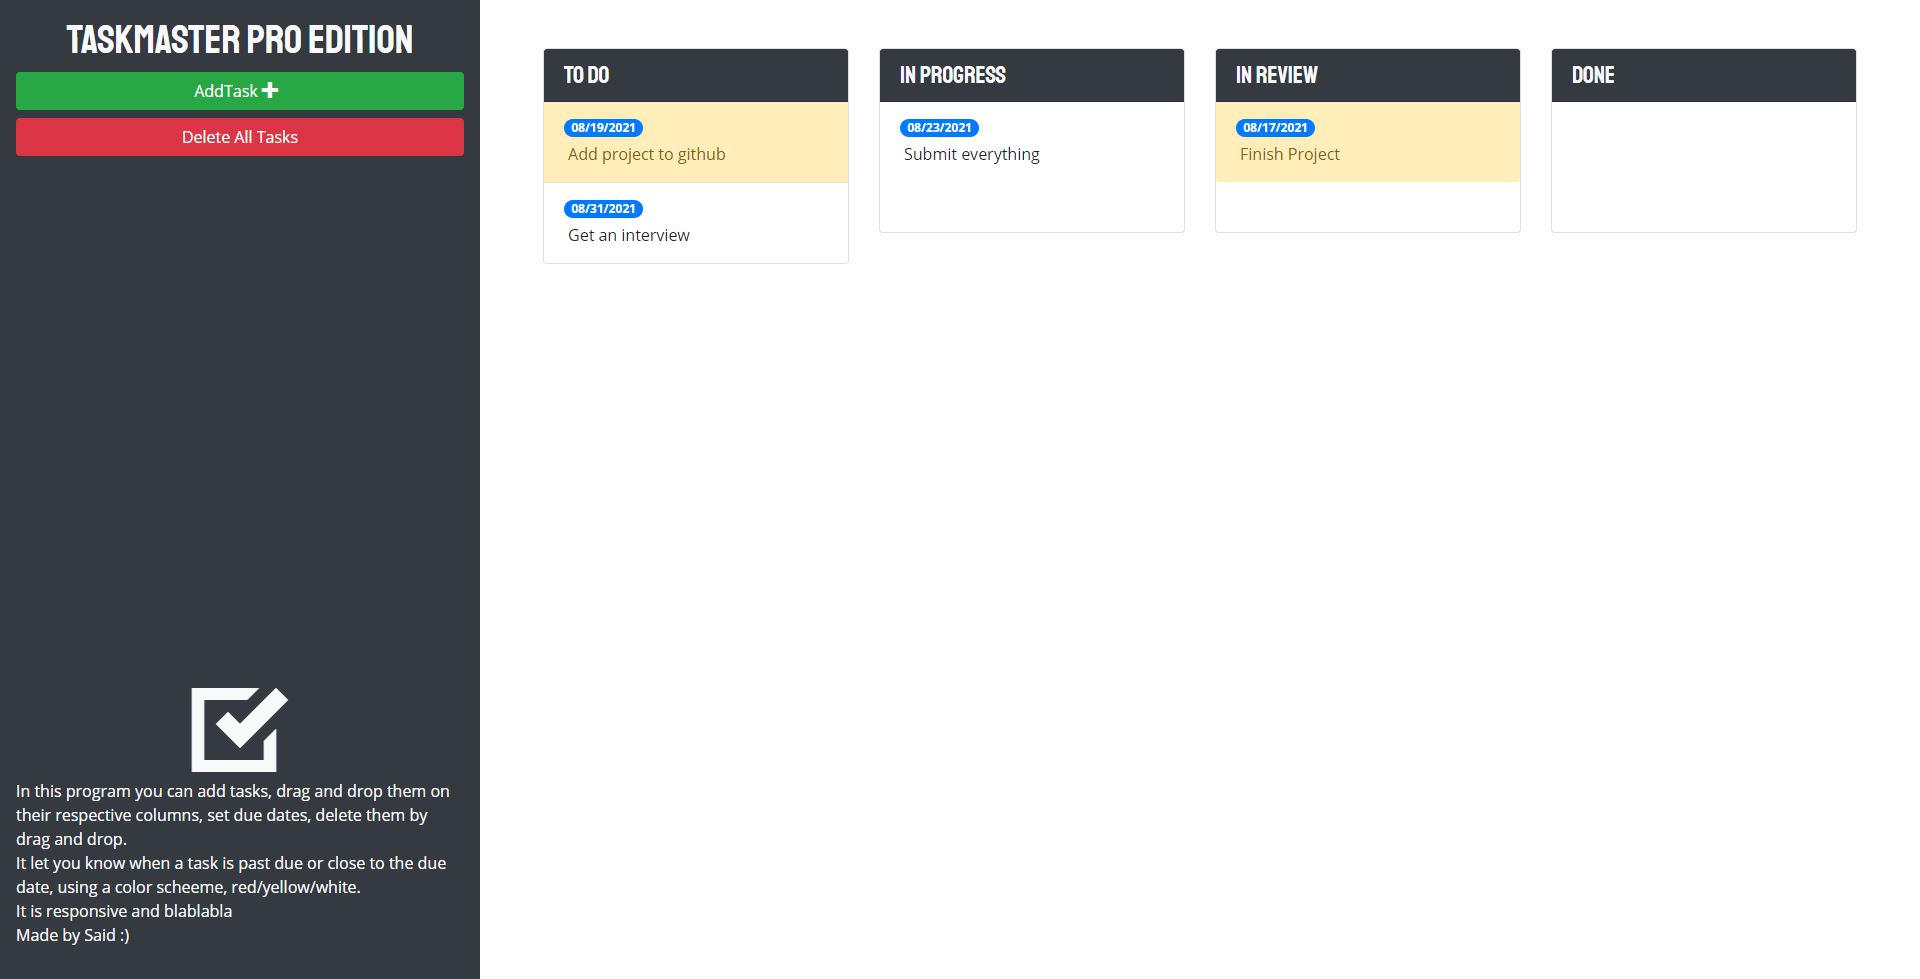 TASKMASTER PRO EDITION
AddTask
Delete All Tasks
In this program you can add tasks, drag and drop them on
their respective columns, set due dates, delete them by
drag and drop.
It let you know when a task is past due or close to the due
date, using a color scheeme, red/yellow/white.
It is responsive and blablabla
Made by Said :)
TO DO
08/19/2021
Add project to github
08/31/2021
Get an interview
IN PROGRESS
08/23/2021
Submit everything
IN REVIEW
08/17/2021
Finish Project
DONE